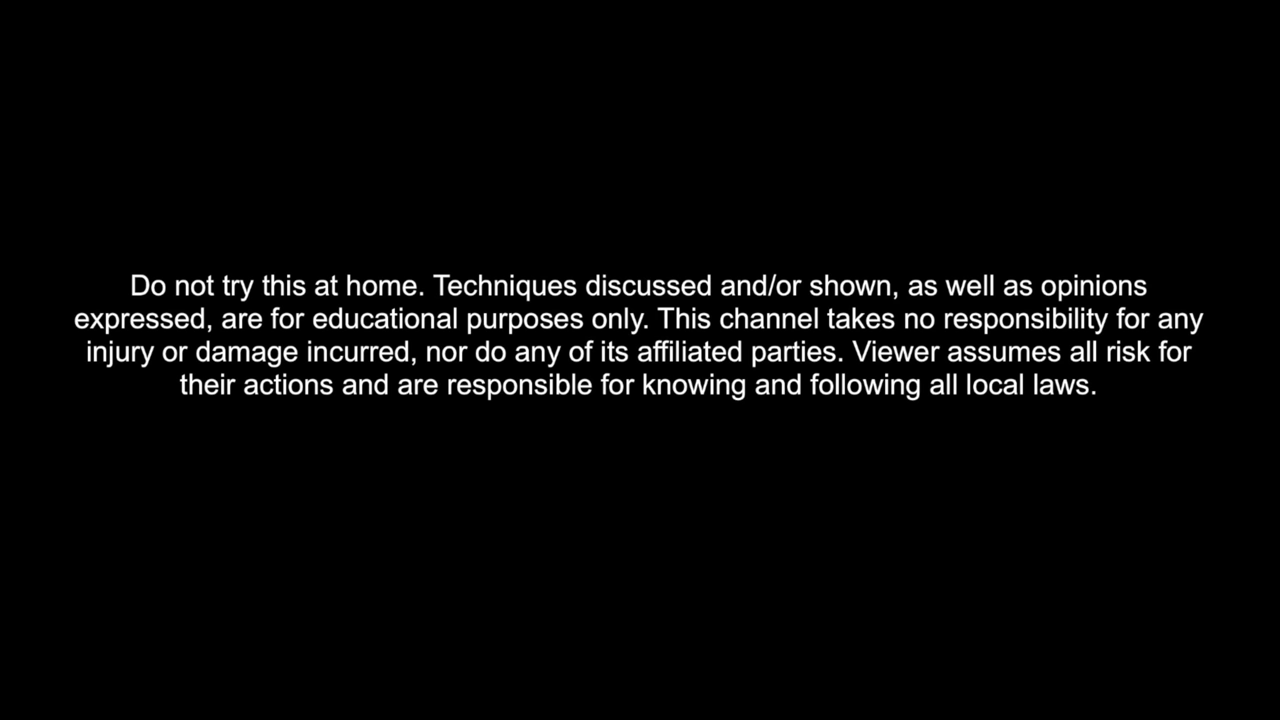 Do not try this at home. Techniques discussed and/or shown, as well as opinions
expressed, are for educational purposes only. This channel takes no responsibility for any
injury or damage incurred, nor do any of its affiliated parties. Viewer assumes all risk for
their actions and are responsible for knowing and following all local laws.